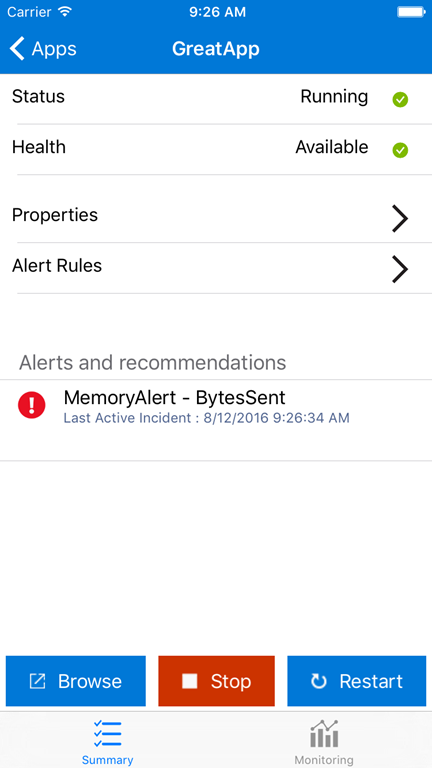 Carrier 9:26 AM
Apps GreatApp
Status Running
Health Available
Properties
Alert Rules
Alerts and recommendations
MemoryAlert - BytesSent
Last Active Incident : 8/12/2016 9:26:34 AM
Browse Stop Restart
Summary Monitoring